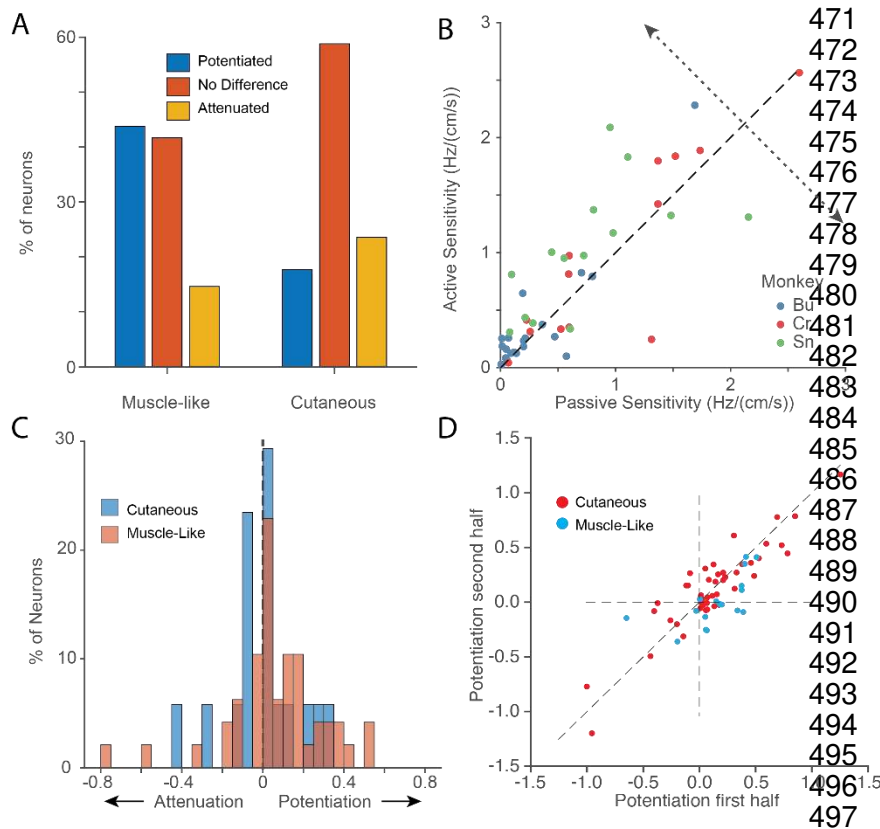 A
60
30
0
% of neurons
Potentiated
No Difference
Attenuated
Muscle-like
Cutaneous
B
3
2
1
0
Active Sensitivity (Hz/(cm/s))
Monkey
Bu
Cr
Sn
0
1
2
3
Passive Sensitivity (Hz/(cm/s))
C
30
20
10
0
% of Neurons
Cutaneous
Muscle-Like
-0.8
-0.4
0
0.4
0.8
Attenuation
Potentiation
D
1.5
1.0
0.5
0.0
-0.5
-1.0
-1.5
Potentiation second half
Cutaneous
Muscle-Like
-1.5
-1.0
-0.5
0.0
0.5
1.0
1.5
Potentiation first half
471
472
473
474
475
476
477
478
479
480
481
482
483
484
485
486
487
488
489
490
491
492
493
494
495
496
497